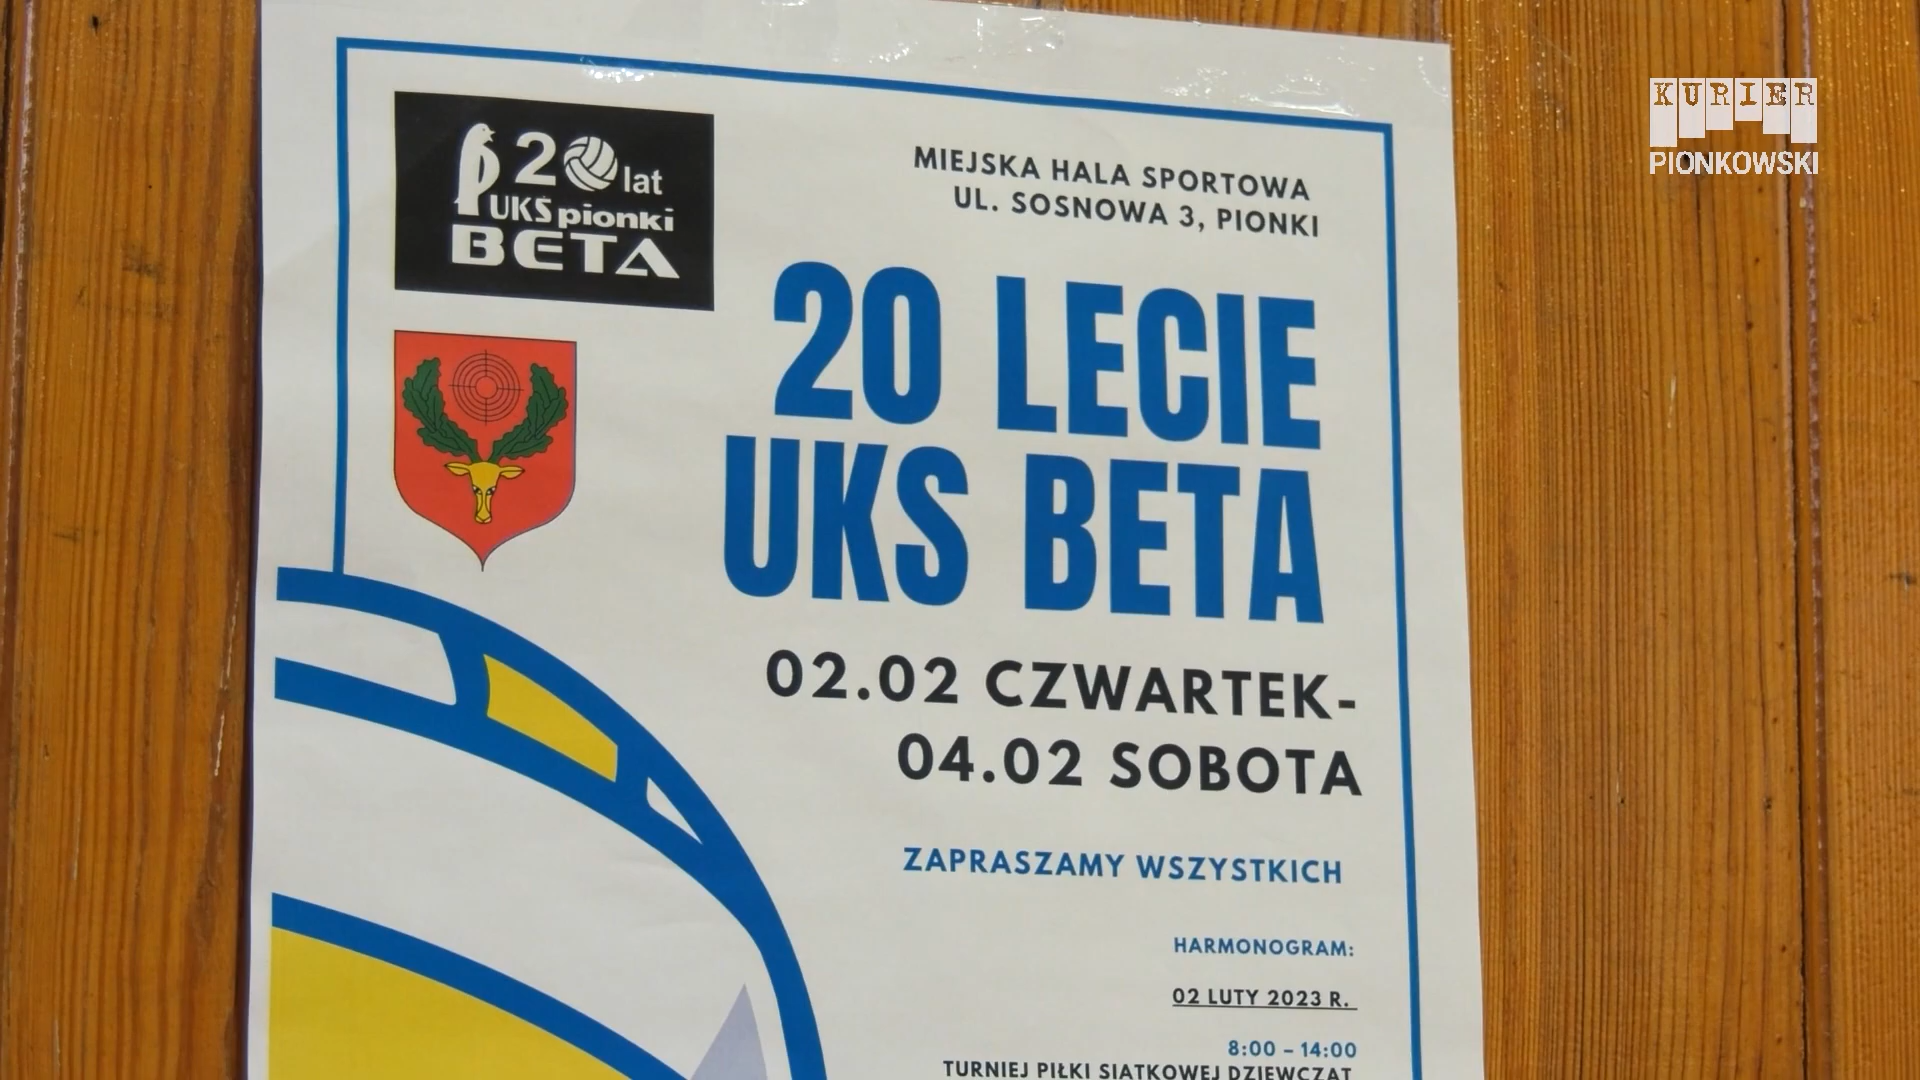 KURIER
PIONKOWSKI
20 lat
UKS pionki
BETA
MIEJSKA HALA SPORTOWA
UL. SOSNOWA 3, PIONKI
20 LECIE
UKS BETA
02.02 CZWARTEK-
04.02 SOBOTA
ZAPRASZAMY WSZYSTKICH
HARMONOGRAM:
02 LUTY 2023 R.
8:00 – 14:00
TURNIEJ PIŁKI SIATKOWEJ DZIEWCZĄT